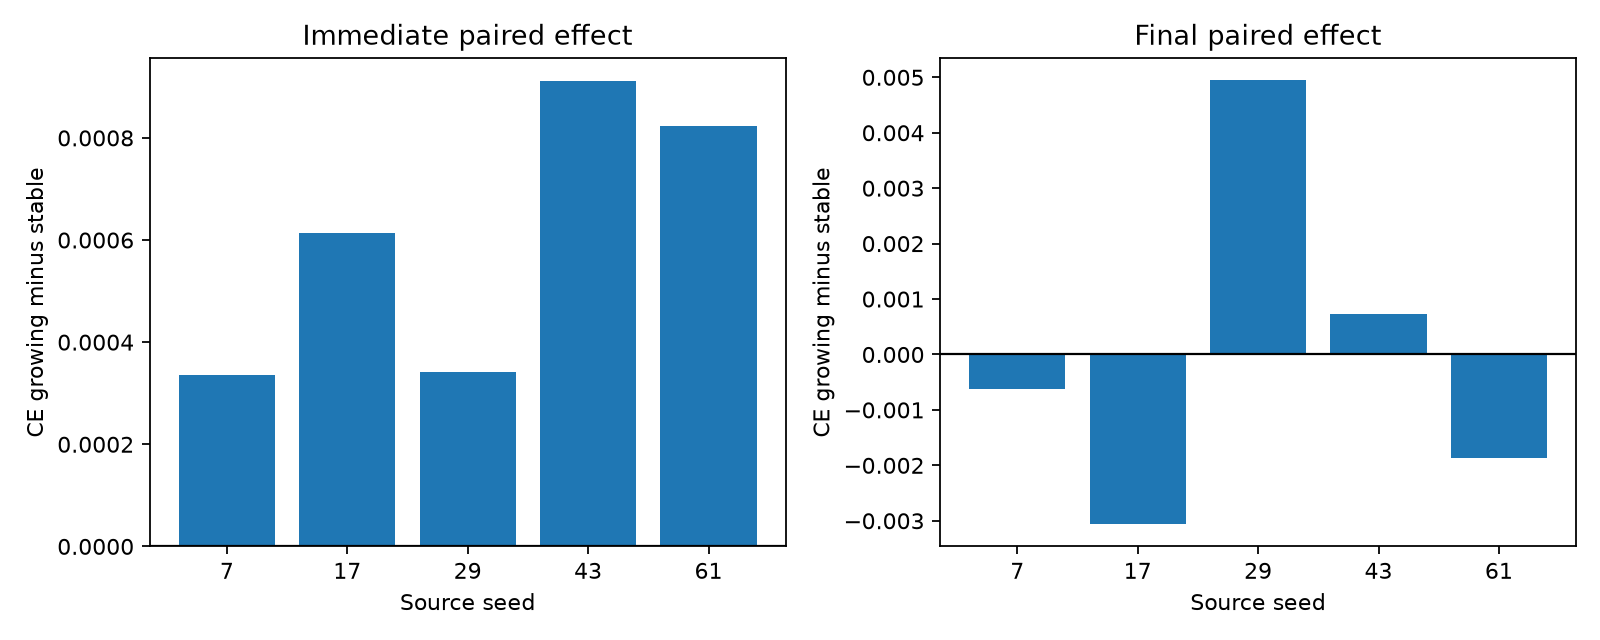 Immediate paired effect
CE growing minus stable
0.0008
0.0006
0.0004
0.0002
0.0000
7 17 29 43 61
Source seed
Final paired effect
CE growing minus stable
0.005
0.004
0.003
0.002
0.001
0.000
−0.001
−0.002
−0.003
7 17 29 43 61
Source seed